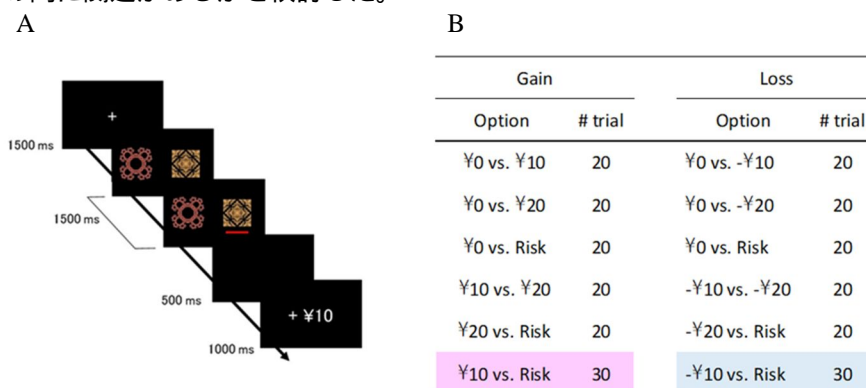 A
B
+
1500 ms
1500 ms
500 ms
+ ¥10
1000 ms
Gain Loss
Option # trial Option # trial
¥0 vs. ¥10 20 ¥0 vs. -¥10 20
¥0 vs. ¥20 20 ¥0 vs. -¥20 20
¥0 vs. Risk 20 ¥0 vs. Risk 20
¥10 vs. ¥20 20 -¥10 vs. -¥20 20
¥20 vs. Risk 20 -¥20 vs. Risk 20
¥10 vs. Risk 30 -¥10 vs. Risk 30